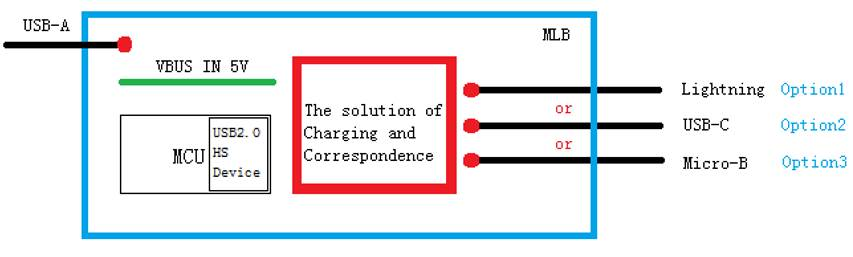 USB-A
MLB
VBUS IN 5V
MCU
USB2.0
HS
Device
The solution of
Charging and
Correspondence
Lightning Option1
or
USB-C Option2
or
Micro-B Option3